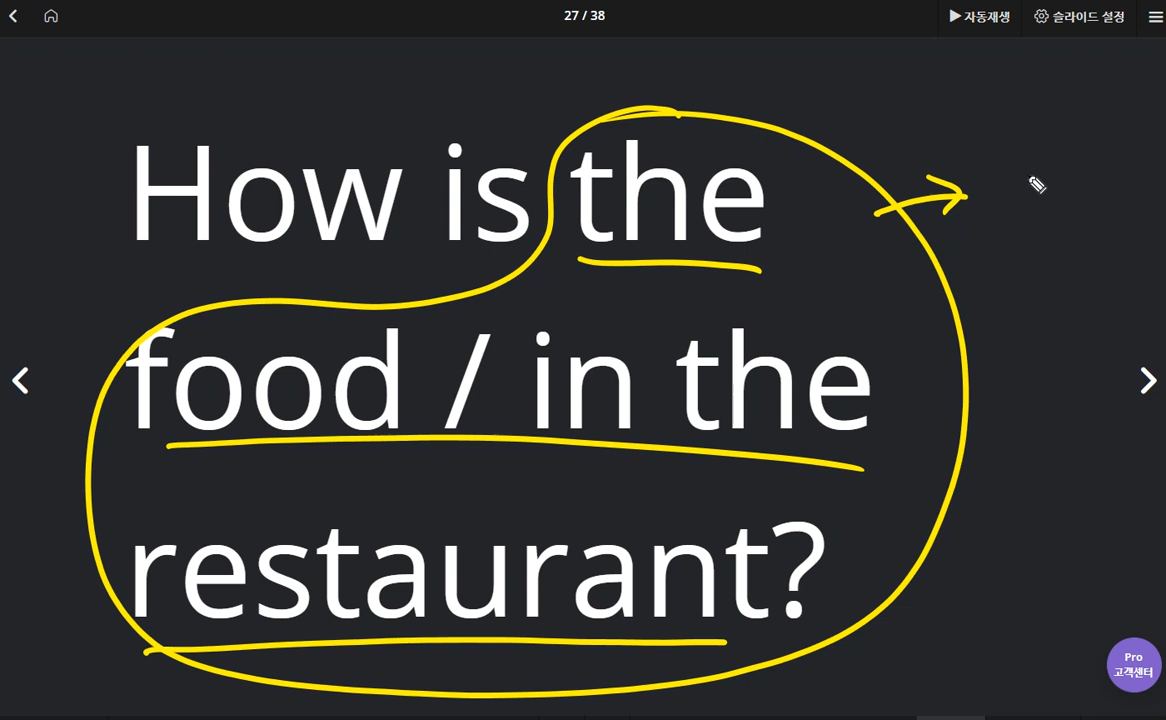 27 / 38
자동재생
슬라이드 설정
How is the
food / in the
restaurant?
Pro
고객센터